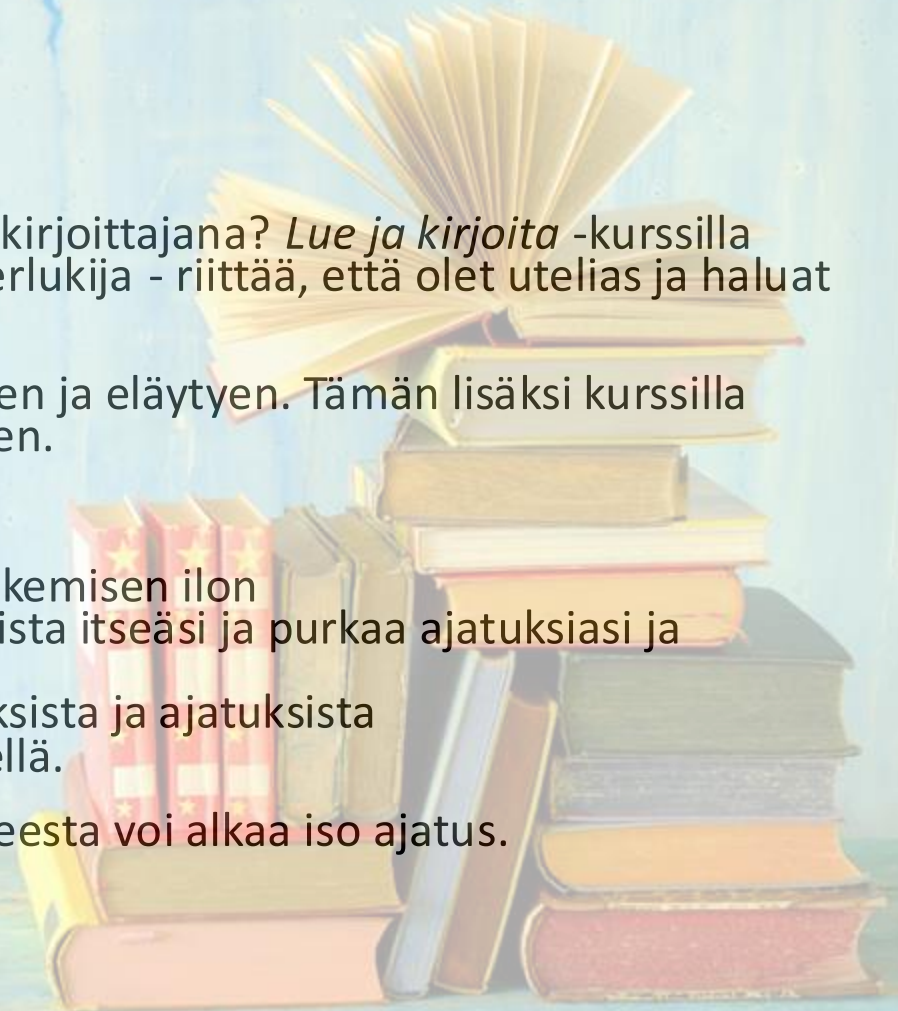 kirjoittajana? Lue ja kirjoita -kurssilla
erlukija - riittää, että olet utelias ja haluat
en ja eläytyen. Tämän lisäksi kurssilla
en.
kemisen ilon
ista itseäsi ja purkaa ajatuksiasi ja
ksista ja ajatuksista
ellä.
eesta voi alkaa iso ajatus.